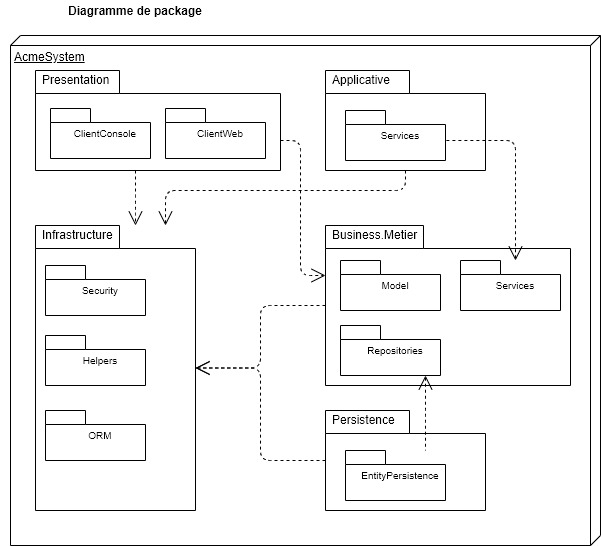 Diagramme de package
AcmeSystem
Presentation
ClientConsole
ClientWeb
Applicative
Services
Infrastructure
Security
Helpers
ORM
Business.Metier
Model
Services
Repositories
Persistence
EntityPersistence